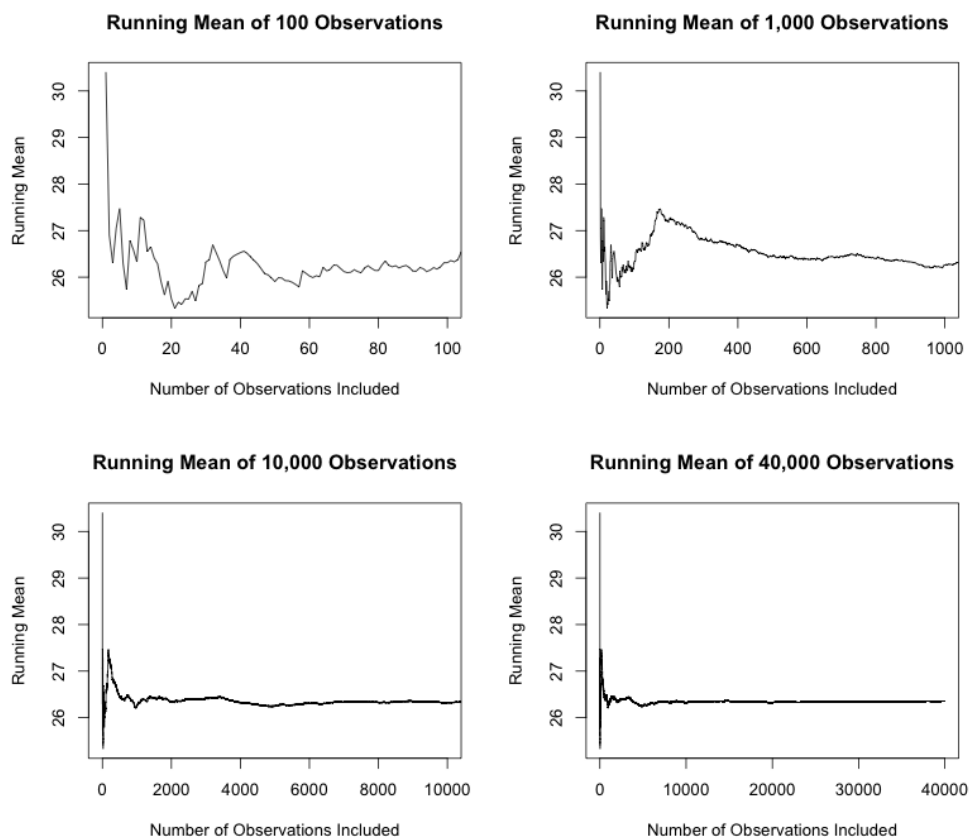 Running Mean of 100 Observations
Running Mean
30
29
28
27
26
0 20 40 60 80 100
Number of Observations Included
Running Mean of 1,000 Observations
Running Mean
30
29
28
27
26
0 200 400 600 800 1000
Number of Observations Included
Running Mean of 10,000 Observations
Running Mean
30
29
28
27
26
0 2000 4000 6000 8000 10000
Number of Observations Included
Running Mean of 40,000 Observations
Running Mean
30
29
28
27
26
0 10000 20000 30000 40000
Number of Observations Included